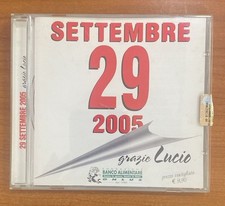 29 SETTEMBRE 2005 grazie Lucio
SETTEMBRE
29
2005
grazie Lucio
BANCO ALIMENTARE